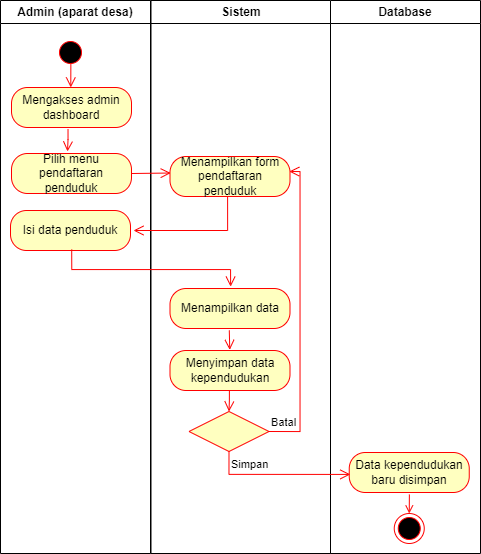 Admin (aparat desa)
Sistem
Database
Mengakses admin
dashboard
Pilih menu
pendaftaran
penduduk
Menampilkan form
pendaftaran
penduduk
Isi data penduduk
Menampilkan data
Menyimpan data
kependudukan
Batal
Simpan
Data kependudukan
baru disimpan